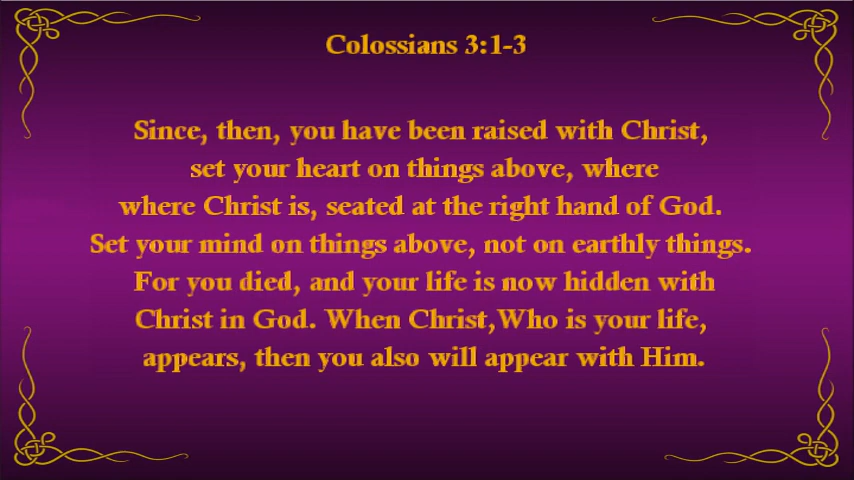 Colossians 3:1-3
Since, then, you have been raised with Christ,
set your heart on things above, where
where Christ is, seated at the right hand of God.
Set your mind on things above, not on earthly things.
For you died, and your life is now hidden with
Christ in God. When Christ,Who is your life,
appears, then you also will appear with Him.